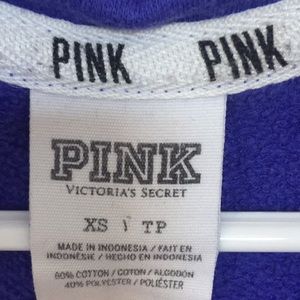 PINK PINK
PINK
VICTORIA'S SECRET
XS TP
MADE IN INDONESIA / FAIT EN
INDONÉSIE / HECHO EN INDONESIA
60% COTTON / COTON / ALGODÓN
40% POLYESTER / POLIÉSTER